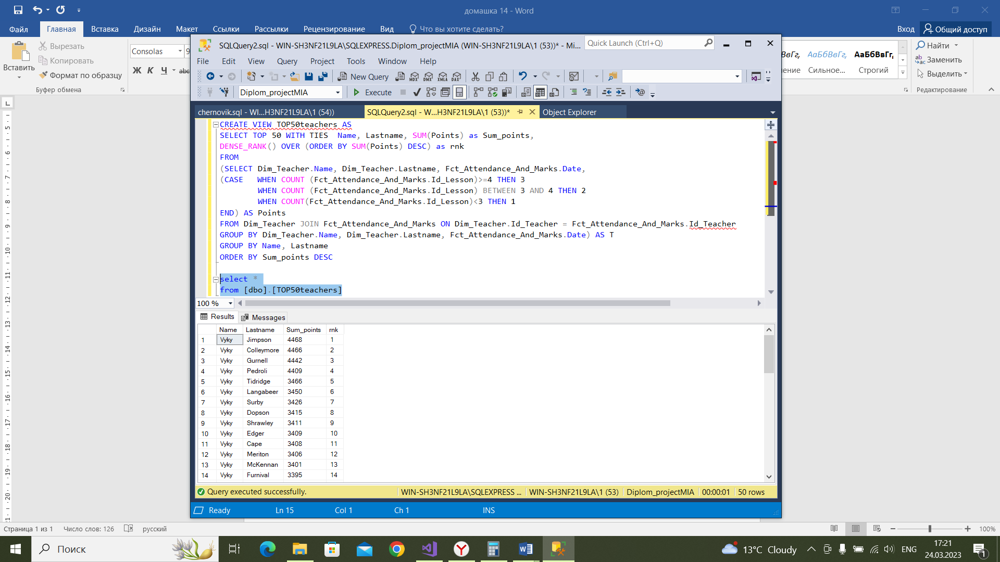 домашка 14 - Word
Файл Главная Вставка Дизайн Макет Ссылки Рассылки Рецензирование Вид Что вы хотите сделать? Вход Общий доступ
Вставить
Вырезать
Копировать
Формат по образцу
Буфер обмена
Consolas
Ж К Ч abc
АаБбВвГг, АаБбВвГг,
Сильное... Строгий
Найти
Заменить
Выделить
Редактирование
SQLQuery2.sql - WIN-SH3NF21L9LA\SQLEXPRESS.Diplom_projectMIA (WIN-SH3NF21L9LA\1 (53))* - Mi...
Quick Launch (Ctrl+Q)
File Edit View Query Project Tools Window Help
New Query
Diplom_projectMIA Execute
chernovik.sql - WI...H3NF21L9LA\1 (54)) SQLQuery2.sql - W...H3NF21L9LA\1 (53))* Object Explorer
CREATE VIEW TOP50teachers AS
SELECT TOP 50 WITH TIES  Name, Lastname, SUM(Points) as Sum_points,
DENSE_RANK() OVER (ORDER BY SUM(Points) DESC) as rnk
FROM
(SELECT Dim_Teacher.Name, Dim_Teacher.Lastname, Fct_Attendance_And_Marks.Date,
(CASE   WHEN COUNT (Fct_Attendance_And_Marks.Id_Lesson)>=4 THEN 3
WHEN COUNT (Fct_Attendance_And_Marks.Id_Lesson) BETWEEN 3 AND 4 THEN 2
WHEN COUNT(Fct_Attendance_And_Marks.Id_Lesson)<3 THEN 1
END) AS Points
FROM Dim_Teacher JOIN Fct_Attendance_And_Marks ON Dim_Teacher.Id_Teacher = Fct_Attendance_And_Marks.Id_Teacher
GROUP BY Dim_Teacher.Name, Dim_Teacher.Lastname, Fct_Attendance_And_Marks.Date) AS T
GROUP BY Name, Lastname
ORDER BY Sum_points DESC
select *
from [dbo].[TOP50teachers]
100 %
Results Messages
Name Lastname Sum_points rnk
1 Vyky Jimpson 4468 1
2 Vyky Colleymore 4466 2
3 Vyky Gurnell 4442 3
4 Vyky Pedroli 4409 4
5 Vyky Tidridge 3466 5
6 Vyky Langabeer 3450 6
7 Vyky Surby 3426 7
8 Vyky Dopson 3415 8
9 Vyky Shrawley 3411 9
10 Vyky Edger 3409 10
11 Vyky Cape 3408 11
12 Vyky Meriton 3406 12
13 Vyky McKennan 3401 13
14 Vyky Furnival 3395 14
Query executed successfully. WIN-SH3NF21L9LA\SQLEXPRESS ... WIN-SH3NF21L9LA\1 (53) Diplom_projectMIA 00:00:01 50 rows
Ready Ln 15 Col 1 Ch 1 INS
Страница 1 из 1 Число слов: 126 русский 100%
Поиск
13°C Cloudy ENG 17:21
24.03.2023
1